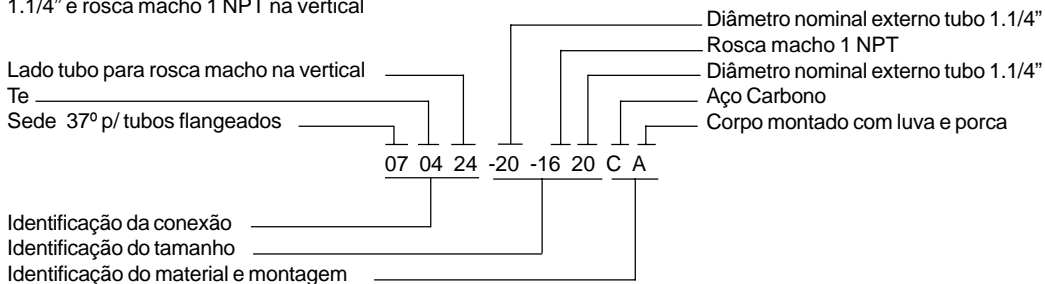 1.1/4” e rosca macho 1 NPT na vertical
Diâmetro nominal externo tubo 1.1/4”
Rosca macho 1 NPT
Lado tubo para rosca macho na vertical
Diâmetro nominal externo tubo 1.1/4”
Te
Aço Carbono
Sede 37º p/ tubos flangeados
Corpo montado com luva e porca
07 04 24 -20 -16 20 C A
Identificação da conexão
Identificação do tamanho
Identificação do material e montagem